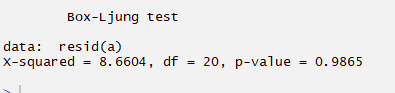 Box-Ljung test
data:  resid(a)
X-squared = 8.6604, df = 20, p-value = 0.9865
>